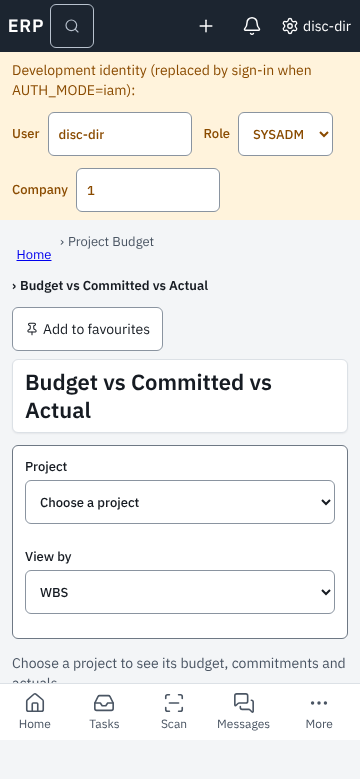 ERP disc-dir
Development identity (replaced by sign-in when
AUTH_MODE=iam):
User disc-dir Role SYSADM
Company 1
Home › Project Budget
› Budget vs Committed vs Actual
Add to favourites
Budget vs Committed vs
Actual
Project
Choose a project
View by
WBS
Choose a project to see its budget, commitments and
actuals.
Home Tasks Scan Messages More